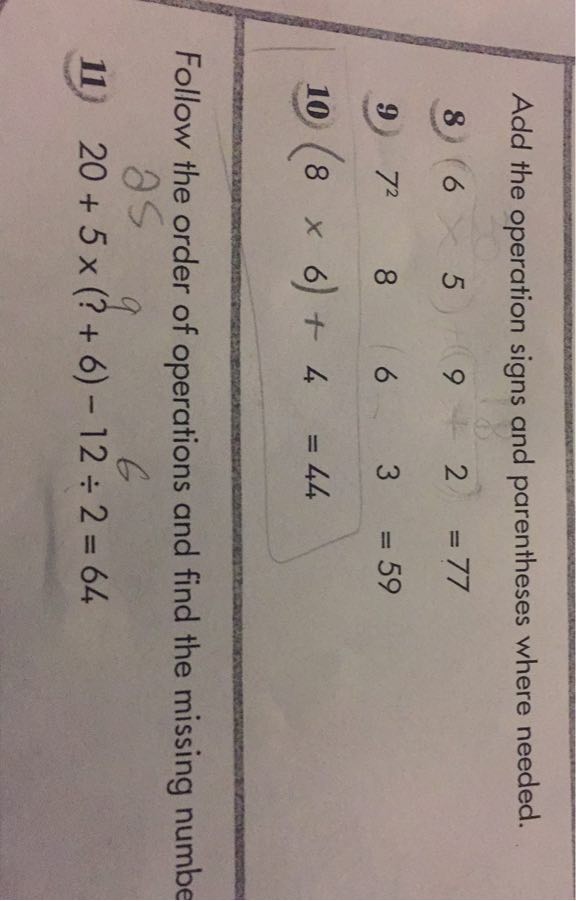 Add the operation signs and parentheses where needed.
8) (6 x 5) (9 + 2) = 77
9) 7² 8 6 3 = 59
10) (8 x 6) + 4 = 44
Follow the order of operations and find the missing numbe
25 9 6
11) 20 + 5 x (? + 6) – 12 ÷ 2 = 64